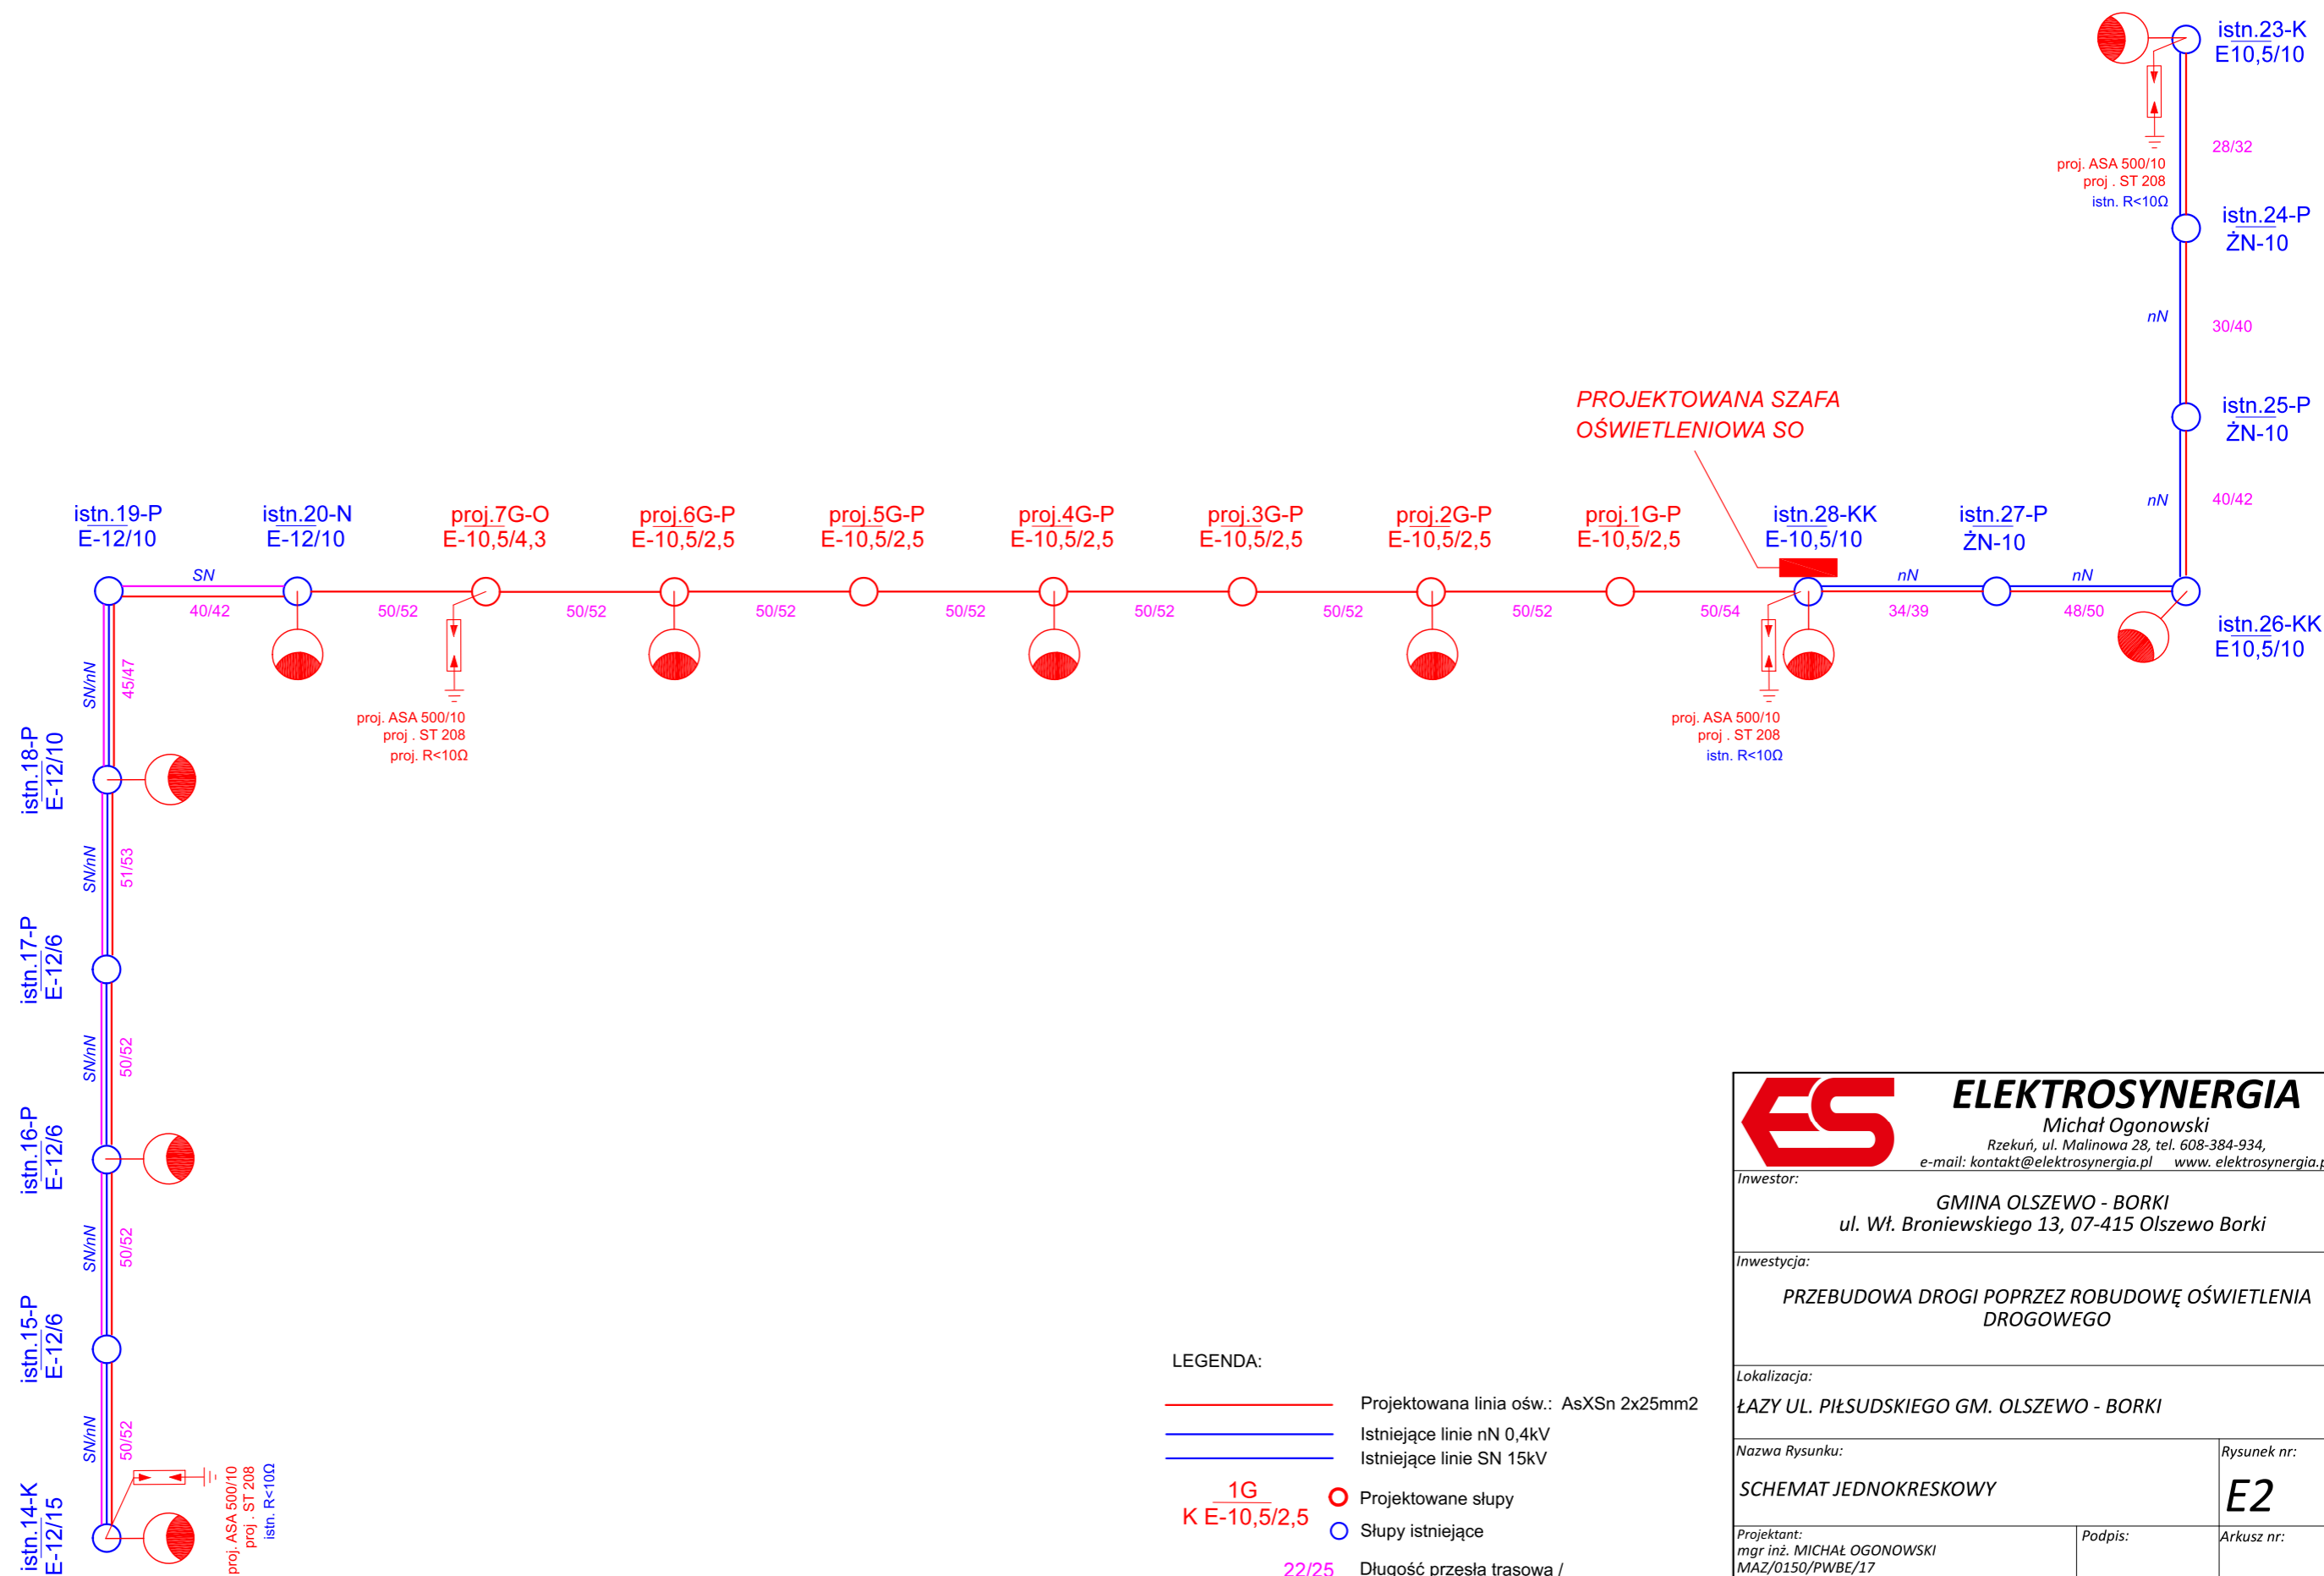 istn.23-K
E10,5/10
28/32
proj. ASA 500/10
proj . ST 208
istn. R<10Ω
istn.24-P
ŻN-10
nN
30/40
PROJEKTOWANA SZAFA
OŚWIETLENIOWA SO
istn.25-P
ŻN-10
nN
40/42
istn.19-P
E-12/10
istn.20-N
E-12/10
proj.7G-O
E-10,5/4,3
proj.6G-P
E-10,5/2,5
proj.5G-P
E-10,5/2,5
proj.4G-P
E-10,5/2,5
proj.3G-P
E-10,5/2,5
proj.2G-P
E-10,5/2,5
proj.1G-P
E-10,5/2,5
istn.28-KK
E-10,5/10
istn.27-P
ŻN-10
SN
nN
nN
40/42
50/52
50/52
50/52
50/52
50/52
50/52
50/52
50/54
34/39
48/50
istn.26-KK
E10,5/10
proj. ASA 500/10
proj . ST 208
proj. R<10Ω
proj. ASA 500/10
proj . ST 208
istn. R<10Ω
SN/nN
45/47
istn.18-P
E-12/10
SN/nN
51/53
istn.17-P
E-12/6
SN/nN
50/52
istn.16-P
E-12/6
SN/nN
50/52
istn.15-P
E-12/6
SN/nN
50/52
istn.14-K
E-12/15
proj. ASA 500/10
proj . ST 208
istn. R<10Ω
LEGENDA:
Projektowana linia ośw.: AsXSn 2x25mm2
Istniejące linie nN 0,4kV
Istniejące linie SN 15kV
1G
K E-10,5/2,5
Projektowane słupy
Słupy istniejące
22/25 Długość przesła trasowa /
ES
ELEKTROSYNERGIA
Michał Ogonowski
Rzekuń, ul. Malinowa 28, tel. 608-384-934,
e-mail: kontakt@elektrosynergia.pl www. elektrosynergia.p
Inwestor:
GMINA OLSZEWO - BORKI
ul. Wł. Broniewskiego 13, 07-415 Olszewo Borki
Inwestycja:
PRZEBUDOWA DROGI POPRZEZ ROBUDOWĘ OŚWIETLENIA
DROGOWEGO
Lokalizacja:
ŁAZY UL. PIŁSUDSKIEGO GM. OLSZEWO - BORKI
Nazwa Rysunku:
SCHEMAT JEDNOKRESKOWY
Rysunek nr:
E2
Projektant:
mgr inż. MICHAŁ OGONOWSKI
MAZ/0150/PWBE/17
Podpis:
Arkusz nr: